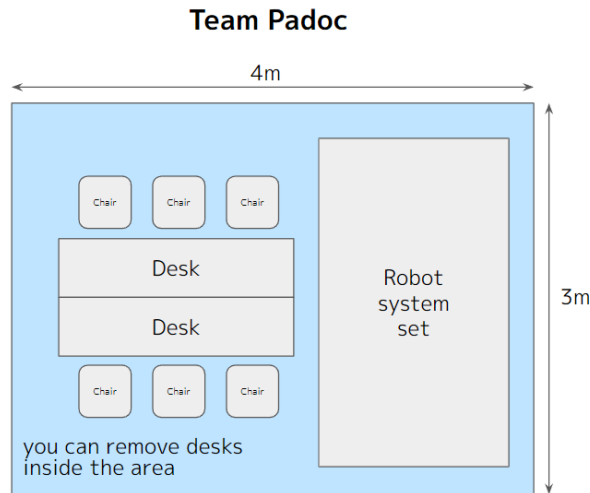 Team Padoc
4m
Chair Chair Chair
Desk
Desk
Chair Chair Chair
Robot
system
set
3m
you can remove desks
inside the area